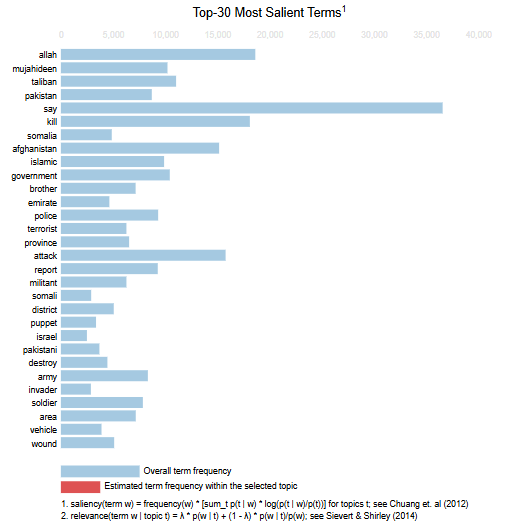 Top-30 Most Salient Terms1
0 5,000 10,000 15,000 20,000 25,000 30,000 35,000 40,000
allah
mujahideen
taliban
pakistan
say
kill
somalia
afghanistan
islamic
government
brother
emirate
police
terrorist
province
attack
report
militant
somali
district
puppet
israel
pakistani
destroy
army
invader
soldier
area
vehicle
wound
Overall term frequency
Estimated term frequency within the selected topic
1. saliency(term w) = frequency(w) * [sum_t p(t | w) * log(p(t | w)/p(t))] for topics t; see Chuang et. al (2012)
2. relevance(term w | topic t) = λ * p(w | t) + (1 - λ) * p(w | t)/p(w); see Sievert & Shirley (2014)